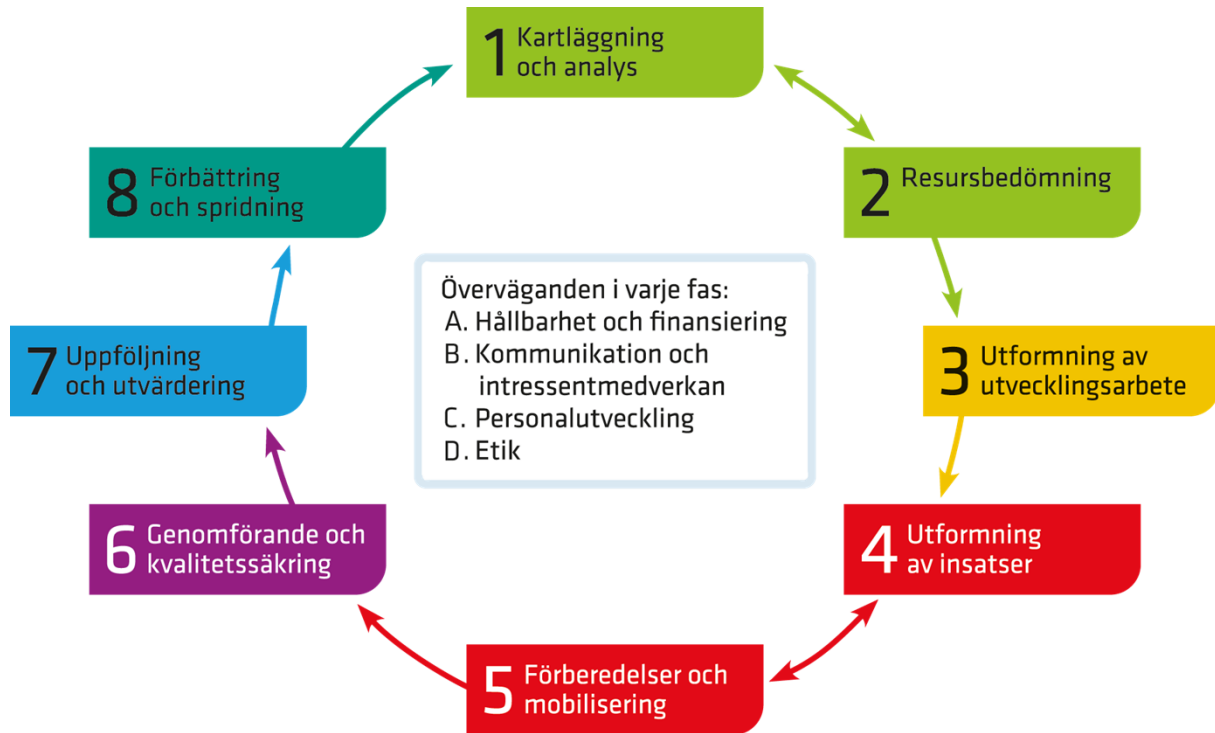 1 Kartläggning
och analys
2 Resursbedömning
3 Utformning av
utvecklingsarbete
4 Utformning
av insatser
5 Förberedelser och
mobilisering
6 Genomförande och
kvalitetssäkring
7 Uppföljning
och utvärdering
8 Förbättring
och spridning
Överväganden i varje fas:
A. Hållbarhet och finansiering
B. Kommunikation och
intressentmedverkan
C. Personalutveckling
D. Etik